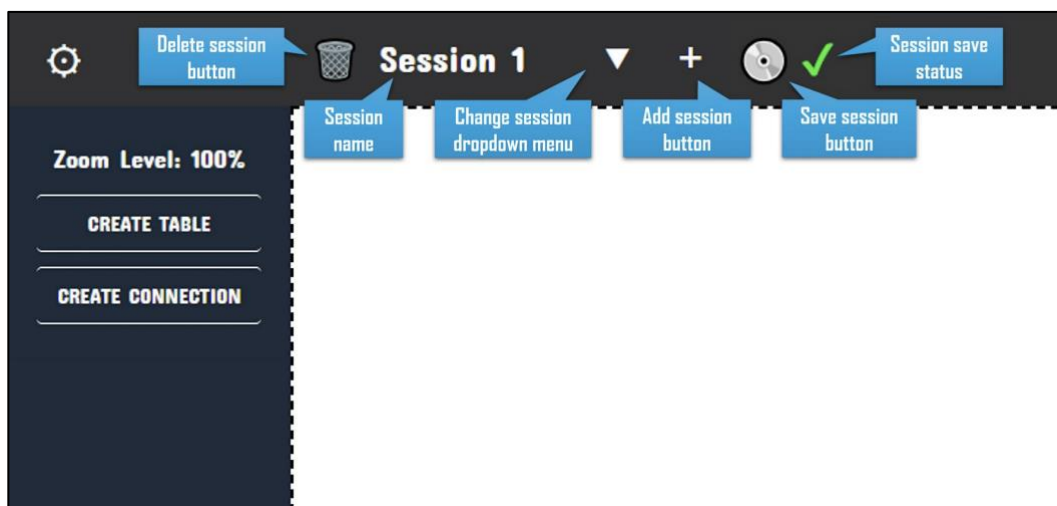 Delete session
button
Session 1
Session save
status
Session
name
Change session
dropdown menu
Add session
button
Save session
button
Zoom Level: 100%
CREATE TABLE
CREATE CONNECTION